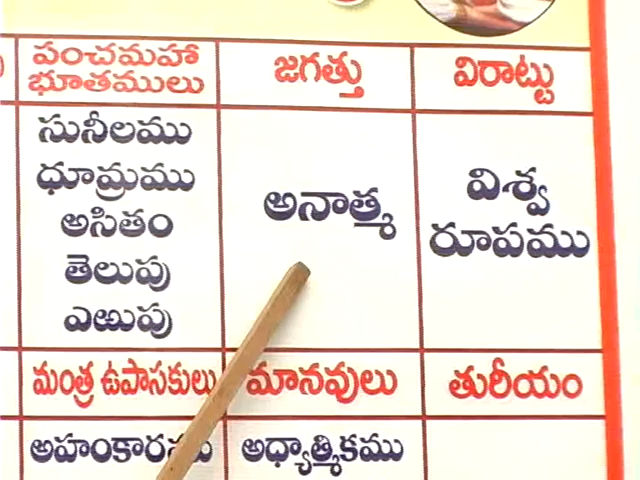 పంచమహా
భూతములు
జగత్తు
విరాట్టు
సునీలము
ధూమ్రము
అసితం
తెలుపు
ఎఱుపు
అనాత్మ
విశ్వ
రూపము
మంత్ర ఉపాసకులు
మానవులు
తురీయం
అధ్యాత్మికము